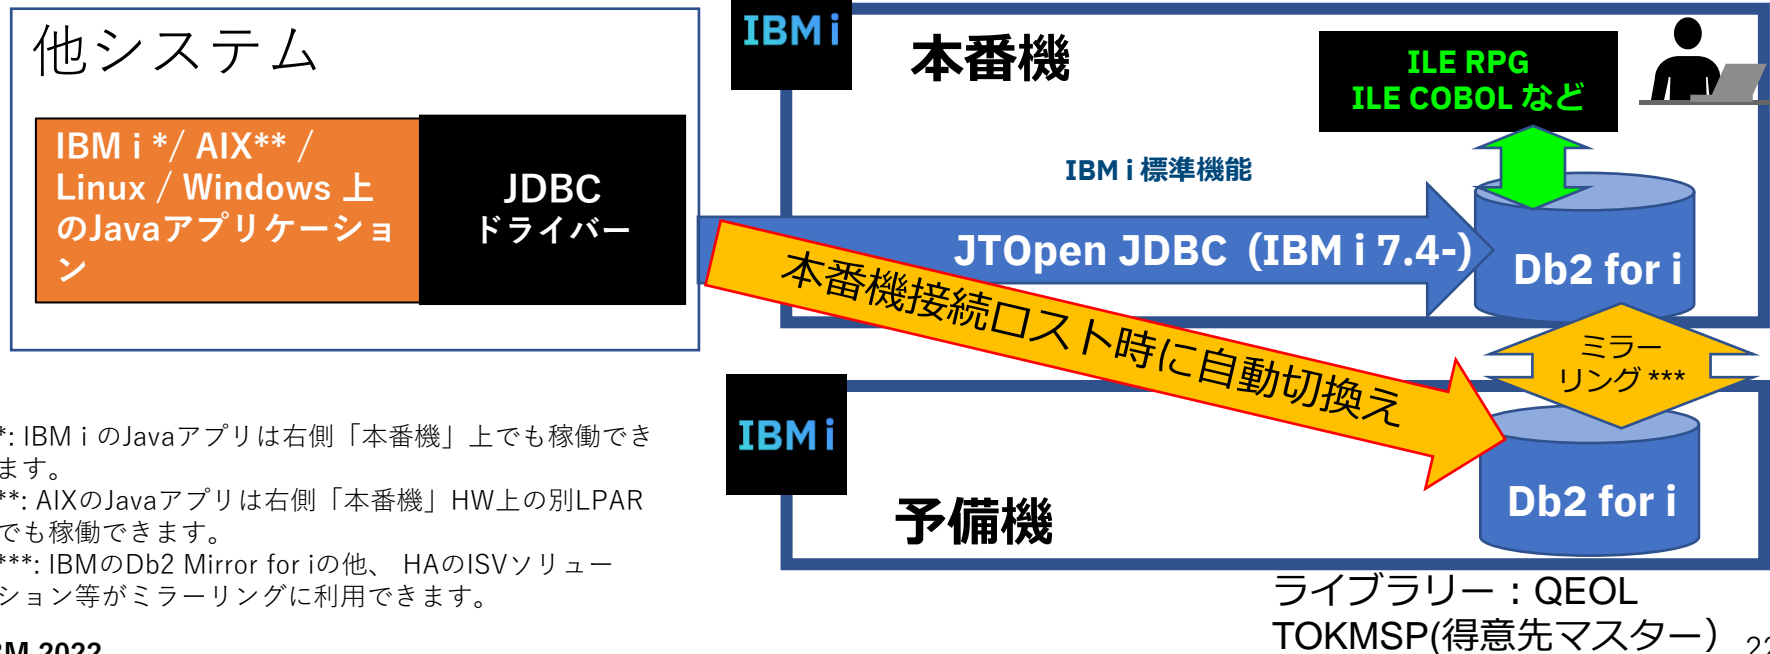 他システム
IBM i */ AIX** /
Linux / Windows 上
のJavaアプリケーショ
ン
JDBC
ドライバー
IBM i
本番機
ILE RPG
ILE COBOL など
IBM i 標準機能
JTOpen JDBC (IBM i 7.4-)
Db2 for i
本番機接続ロスト時に自動切換え
ミラー
リング ***
IBM i
予備機
Db2 for i
*: IBM i のJavaアプリは右側「本番機」上でも稼働でき
ます。
**: AIXのJavaアプリは右側「本番機」HW上の別LPAR
でも稼働できます。
***: IBMのDb2 Mirror for iの他、 HAのISVソリュー
ション等がミラーリングに利用できます。
ライブラリー：QEOL
TOKMSP(得意先マスター）
2022